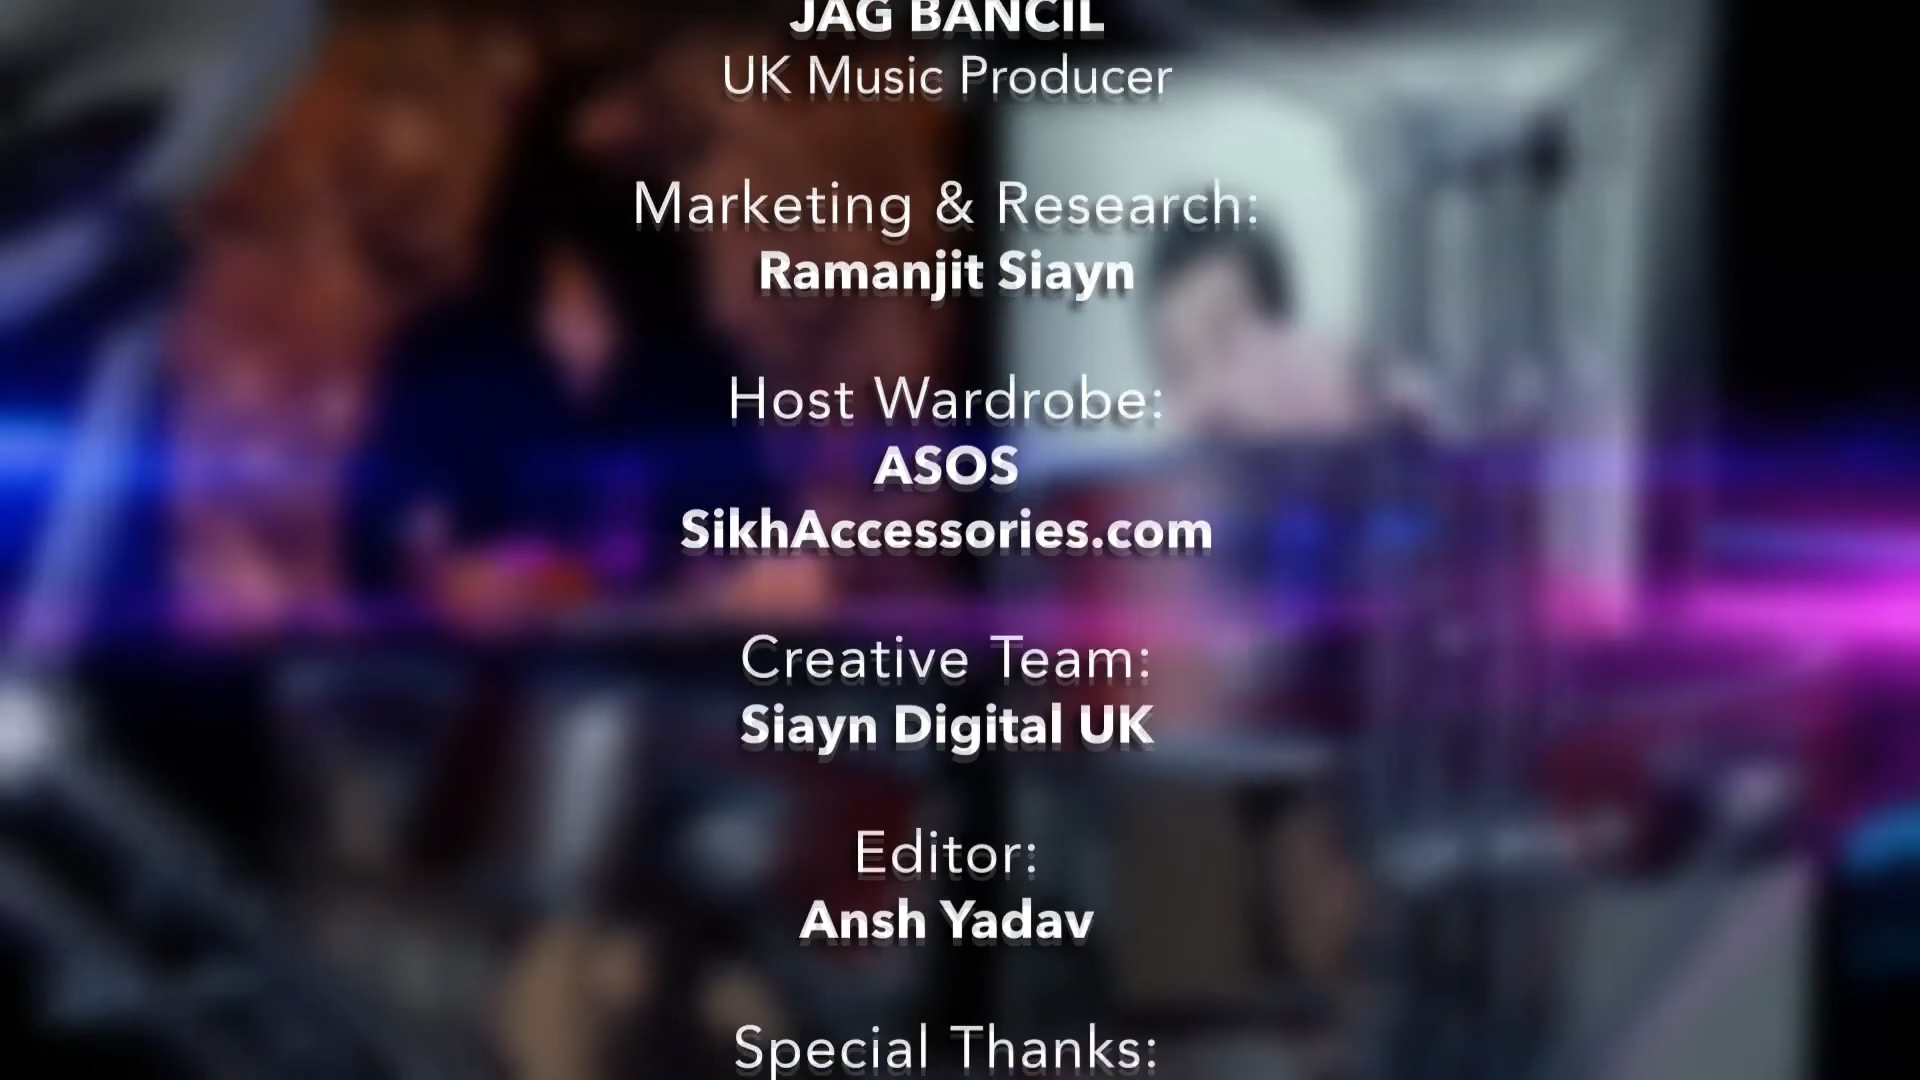 JAG BANCIL
UK Music Producer
Marketing & Research:
Ramanjit Siayn
Host Wardrobe:
ASOS
SikhAccessories.com
Creative Team:
Siayn Digital UK
Editor:
Ansh Yadav
Special Thanks: